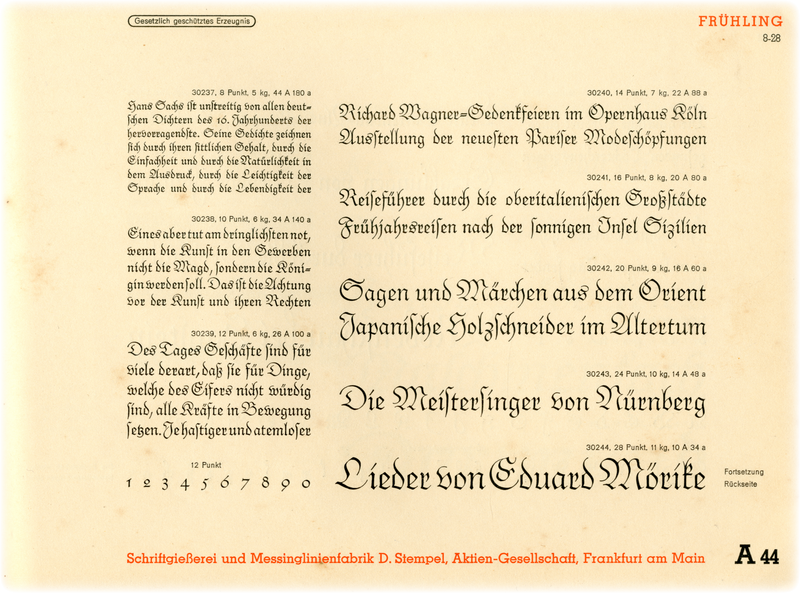 Gesetzlich geschütztes Erzeugnis
FRÜHLING
8-28
30237, 8 Punkt, 5 kg, 44 A 180 a
Hans Sachs ist unstreitig von allen deut=
schen Dichtern des 16. Jahrhunderts der
hervorragendste. Seine Gedichte zeichnen
sich durch ihren sittlichen Gehalt, durch die
Einfachheit und durch die Natürlichkeit in
dem Ausdruck, durch die Leichtigkeit der
Sprache und durch die Lebendigkeit der
30238, 10 Punkt, 6 kg, 34 A 140 a
Eines aber tut am dringlichsten not,
wenn die Kunst in den Gewerben
nicht die Magd, sondern die Köni=
gin werden soll. Das ist die Achtung
vor der Kunst und ihren Rechten
30239, 12 Punkt, 6 kg, 26 A 100 a
Des Tages Geschäfte sind für
viele derart, daß sie für Dinge,
welche des Eifers nicht würdig
sind, alle Kräfte in Bewegung
setzen. Je hastiger und atemloser
12 Punkt
1 2 3 4 5 6 7 8 9 0
30240, 14 Punkt, 7 kg, 22 A 88 a
Richard Wagner=Gedenkfeiern im Opernhaus Köln
Ausstellung der neuesten Pariser Modeschöpfungen
30241, 16 Punkt, 8 kg, 20 A 80 a
Reiseführer durch die oberitalienischen Großstädte
Frühjahrsreisen nach der sonnigen Insel Sizilien
30242, 20 Punkt, 9 kg, 16 A 60 a
Sagen und Märchen aus dem Orient
Japanische Holzschneider im Altertum
30243, 24 Punkt, 10 kg, 14 A 48 a
Die Meistersinger von Nürnberg
30244, 28 Punkt, 11 kg, 10 A 34 a
Lieder von Eduard Mörike
Fortsetzung
Rückseite
Schriftgießerei und Messinglinienfabrik D. Stempel, Aktien-Gesellschaft, Frankfurt am Main
A 44